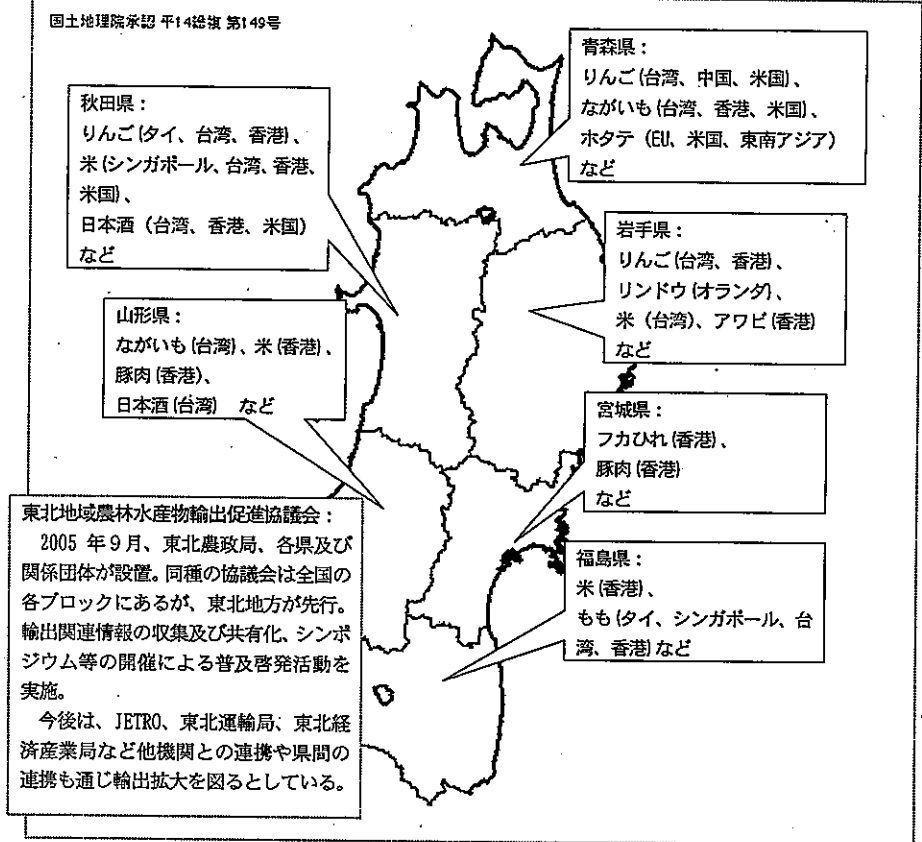 国土地理院承認 平14総複 第149号
青森県：
りんご(台湾、中国、米国)、
ながいも(台湾、香港、米国)、
ホタテ（EU、米国、東南アジア）
など
秋田県：
りんご(タイ、台湾、香港)、
米(シンガポール、台湾、香港、
米国)、
日本酒（台湾、香港、米国）
など
岩手県：
りんご(台湾、香港)、
リンドウ(オランダ)、
米（台湾)、アワビ(香港)
など
山形県：
ながいも(台湾)、米(香港)、
豚肉(香港)、
日本酒(台湾)　など
宮城県：
フカひれ(香港)、
豚肉(香港)
など
東北地域農林水産物輸出促進協議会：
2005 年９月、東北農政局、各県及び
関係団体が設置。同種の協議会は全国の
各ブロックにあるが、東北地方が先行。
輸出関連情報の収集及び共有化、シンポ
ジウム等の開催による普及啓発活動を
実施。
今後は、JETRO、東北運輸局、東北経
済産業局など他機関との連携や県間の
連携も通じ輸出拡大を図るとしている。
福島県：
米(香港)、
もも(タイ、シンガポール、台
湾、香港)など